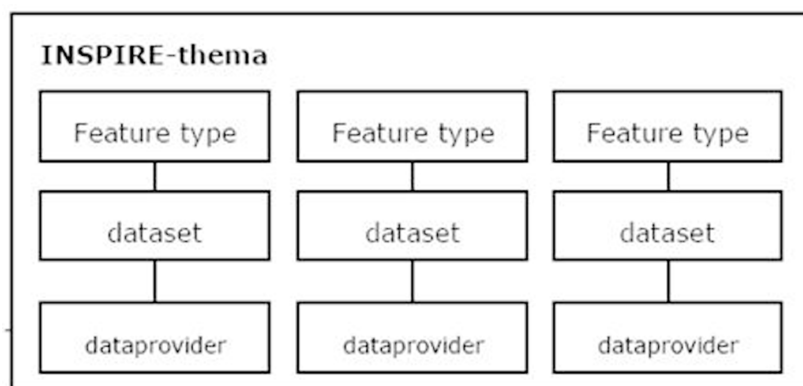 INSPIRE-thema
Feature type Feature type Feature type
dataset dataset dataset
dataprovider dataprovider dataprovider